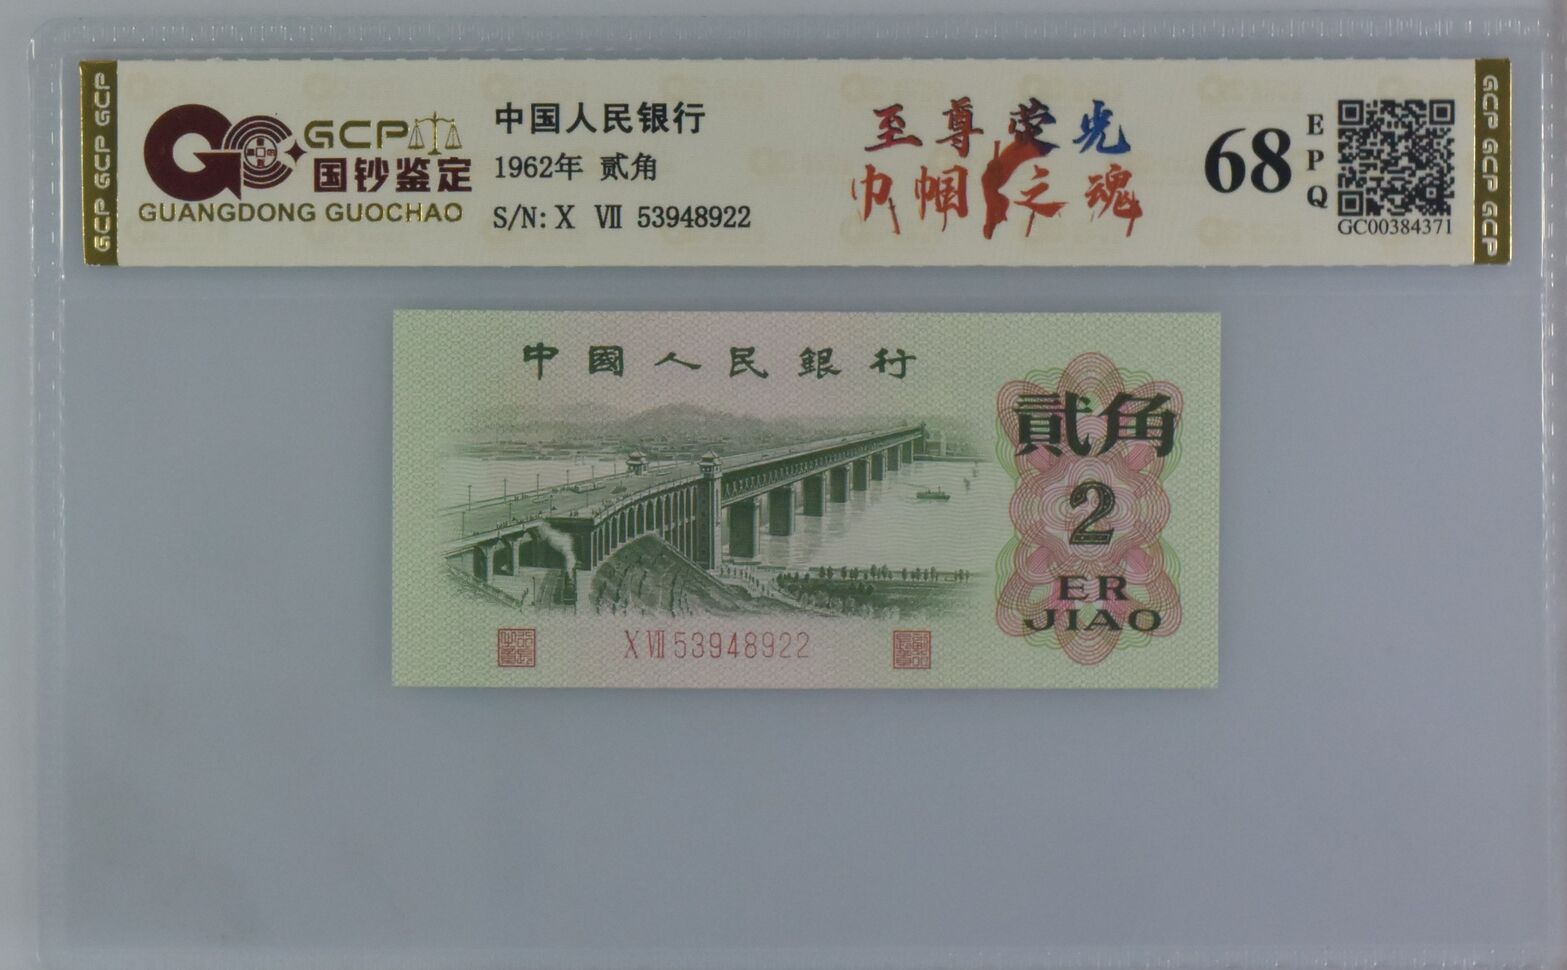 GCP GCP GCP
GCP
国钞鉴定
GUANGDONG GUOCHAO
中国人民银行
1962年 贰角
S/N: X Ⅶ 53948922
至尊荣光
巾帼之魂
68
EPQ
GC00384371
GCP GCP GCP
中國人民銀行
貳角
2
ER
JIAO
X Ⅶ 53948922